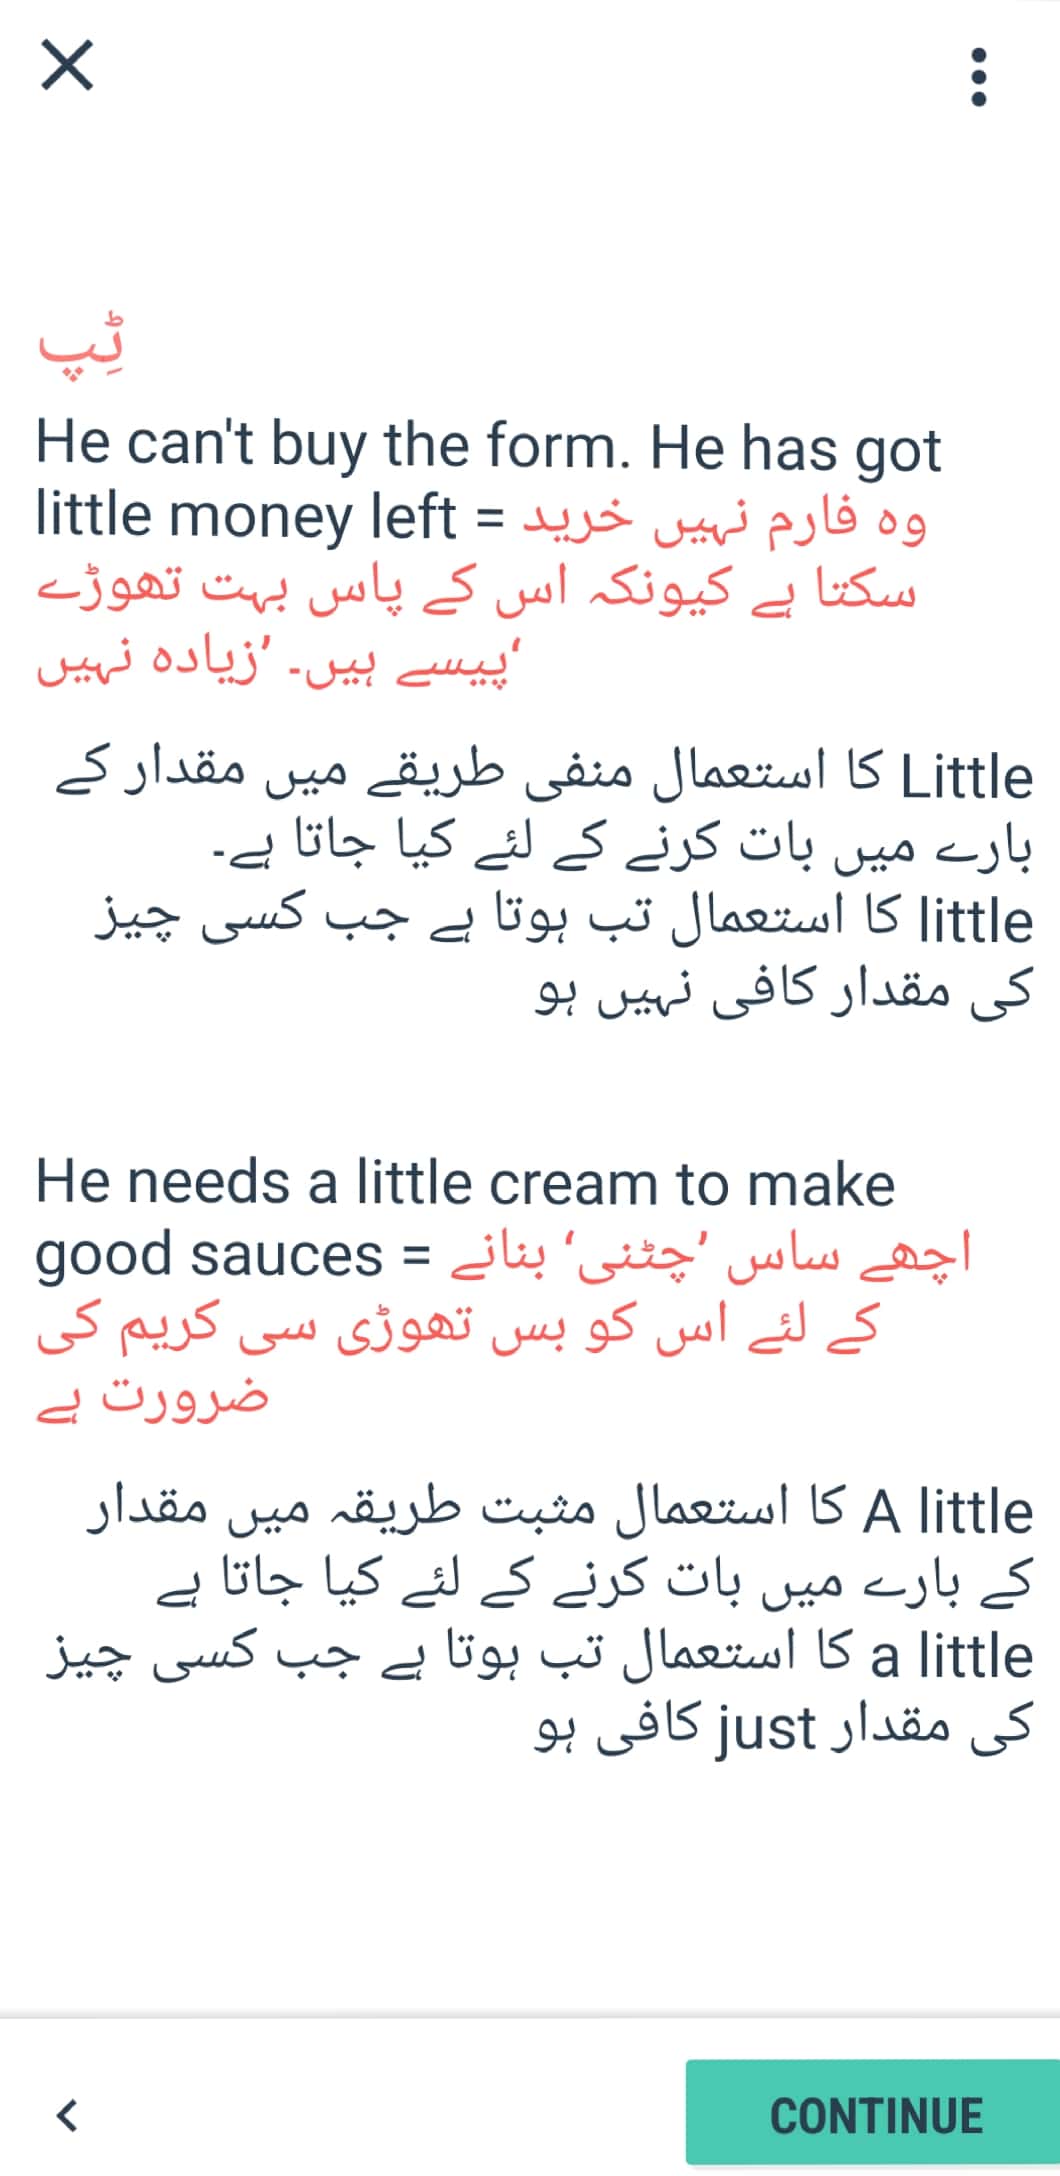 ٹِپ
He can't buy the form. He has got
little money left = وہ فارم نہیں خرید
سکتا ہے کیونکہ اس کے پاس بہت تھوڑے
پیسے ہیں۔ ’زیادہ نہیں‘
Little کا استعمال منفی طریقے میں مقدار کے
بارے میں بات کرنے کے لئے کیا جاتا ہے۔
little کا استعمال تب ہوتا ہے جب کسی چیز
کی مقدار کافی نہیں ہو
He needs a little cream to make
good sauces = اچھے ساس ’چٹنی‘ بنانے
کے لئے اس کو بس تھوڑی سی کریم کی
ضرورت ہے
A little کا استعمال مثبت طریقہ میں مقدار
کے بارے میں بات کرنے کے لئے کیا جاتا ہے
a little کا استعمال تب ہوتا ہے جب کسی چیز
کی مقدار just کافی ہو
CONTINUE